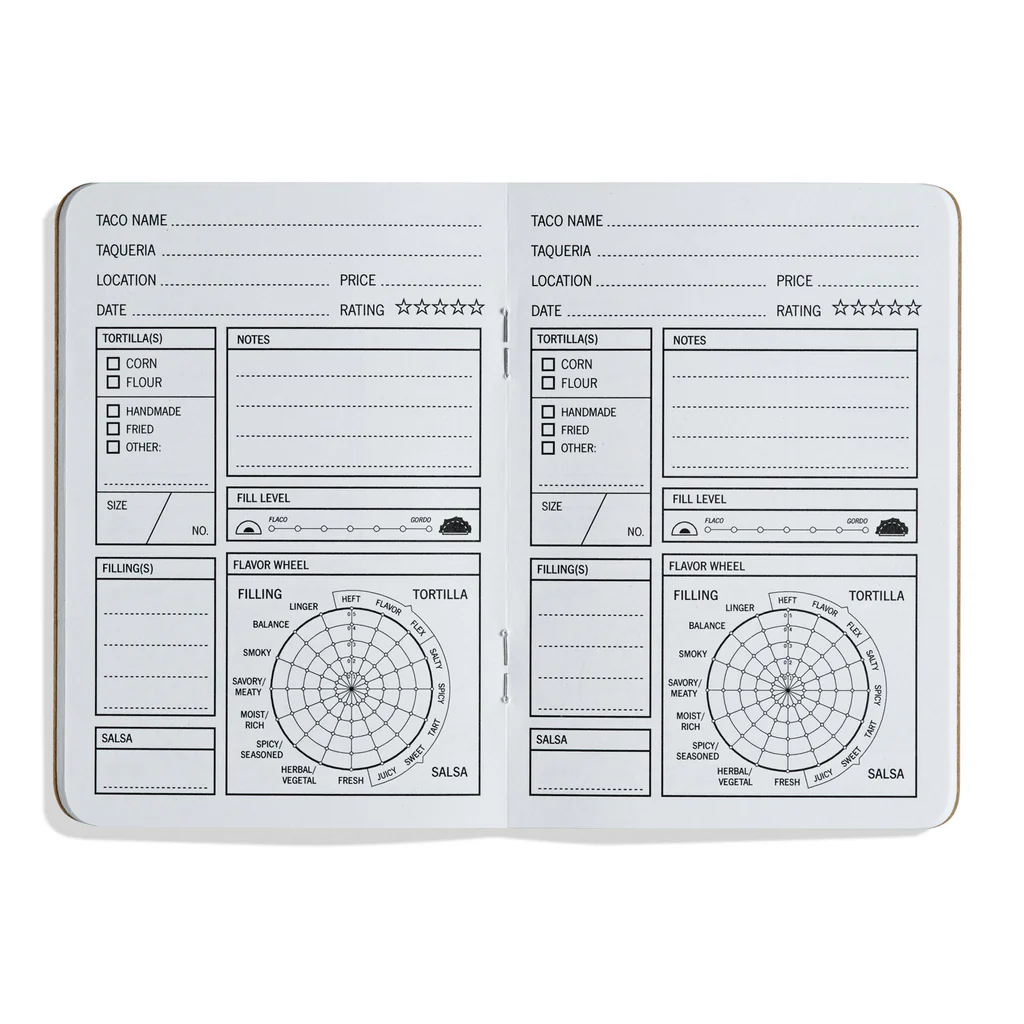 TACO NAME
TAQUERIA
LOCATION PRICE
DATE RATING
TORTILLA(S)
CORN
FLOUR
HANDMADE
FRIED
OTHER:
SIZE
NO.
NOTES
FILL LEVEL
FLACO GORDO
FILLING(S)
SALSA
FLAVOR WHEEL
FILLING TORTILLA
HEFT
FLAVOR
FLEX
SALTY
SPICY
TART
SWEET
JUICY
SALSA
FRESH
HERBAL/
VEGETAL
SPICY/
SEASONED
MOIST/
RICH
SAVORY/
MEATY
SMOKY
BALANCE
LINGER
TACO NAME
TAQUERIA
LOCATION PRICE
DATE RATING
TORTILLA(S)
CORN
FLOUR
HANDMADE
FRIED
OTHER:
SIZE
NO.
NOTES
FILL LEVEL
FLACO GORDO
FILLING(S)
SALSA
FLAVOR WHEEL
FILLING TORTILLA
HEFT
FLAVOR
FLEX
SALTY
SPICY
TART
SWEET
JUICY
SALSA
FRESH
HERBAL/
VEGETAL
SPICY/
SEASONED
MOIST/
RICH
SAVORY/
MEATY
SMOKY
BALANCE
LINGER